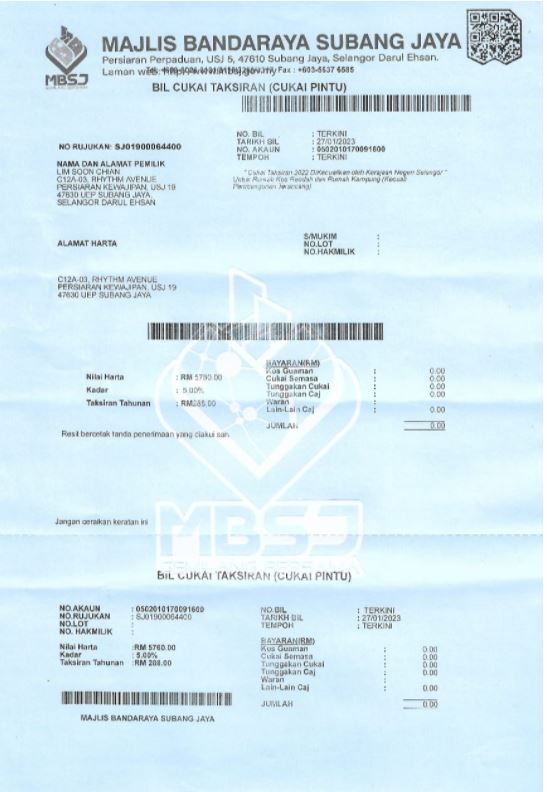 MAJLIS BANDARAYA SUBANG JAYA
Persiaran Perpaduan, USJ 5, 47610 Subang Jaya, Selangor Darul Ehsan.
Laman web: Fax : +603-5637 6585
MBSJ
BIL CUKAI TAKSIRAN (CUKAI PINTU)
NO RUJUKAN: SJ01900064400
NO. BIL : TERKINI
TARIKH BIL : 27/01/2023
NO. AKAUN : 0502010170091600
TEMPOH : TERKINI
NAMA DAN ALAMAT PEMILIK
LIM SOON CHIAN
C12A-03, RHYTHM AVENUE
PERSIARAN KEWAJIPAN, USJ 19
47630 UEP SUBANG JAYA
SELANGOR DARUL EHSAN
" Cukai Taksiran 2022 Dikecualikan oleh Kerajaan Negeri Selangor "
Untuk Rumah Kos Rendah dan Rumah Kampung (Kecuali
Pembangunan Terancang)
ALAMAT HARTA
S/MUKIM :
NO.LOT :
NO.HAKMILIK :
C12A-03, RHYTHM AVENUE
PERSIARAN KEWAJIPAN, USJ 19
47630 UEP SUBANG JAYA
Nilai Harta : RM 5760.00
Kadar : 5.00%
Taksiran Tahunan
BAYARAN(RM)
Kos Guaman : 0.00
Cukai Semasa : 0.00
Tunggakan Cukai : 0.00
Tunggakan Caj : 0.00
Waran :
Lain-Lain Caj : 0.00
JUMLAH 0.00
Resit bercetak tanda penerimaan yang diakui sah
Jangan ceraikan keratan ini
MBSJ
BIL CUKAI TAKSIRAN (CUKAI PINTU)
NO.AKAUN : 0502010170091600
NO.RUJUKAN : SJ01900064400
NO.LOT :
NO. HAKMILIK :
NO.BIL : TERKINI
TARIKH BIL : 27/01/2023
TEMPOH : TERKINI
Nilai Harta :RM 5760.00
Kadar : 5.00%
Taksiran Tahunan :RM 288.00
BAYARAN(RM)
Kos Guaman : 0.00
Cukai Semasa : 0.00
Tunggakan Cukai : 0.00
Tunggakan Caj : 0.00
Waran :
Lain-Lain Caj : 0.00
JUMLAH 0.00
MAJLIS BANDARAYA SUBANG JAYA